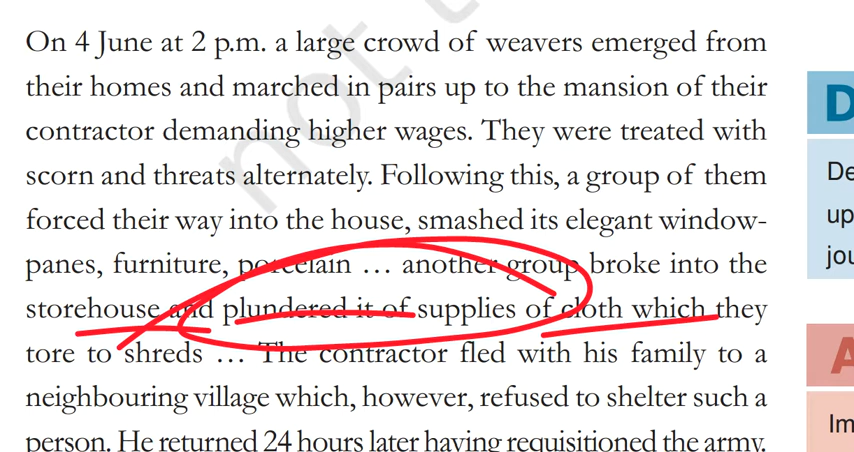 On 4 June at 2 p.m. a large crowd of weavers emerged from
their homes and marched in pairs up to the mansion of their
contractor demanding higher wages. They were treated with
scorn and threats alternately. Following this, a group of them
forced their way into the house, smashed its elegant window-
panes, furniture, porcelain … another group broke into the
storehouse and plundered it of supplies of cloth which they
tore to shreds … The contractor fled with his family to a
neighbouring village which, however, refused to shelter such a
person. He returned 24 hours later having requisitioned the army.
not
D
De
up
jou
A
Im